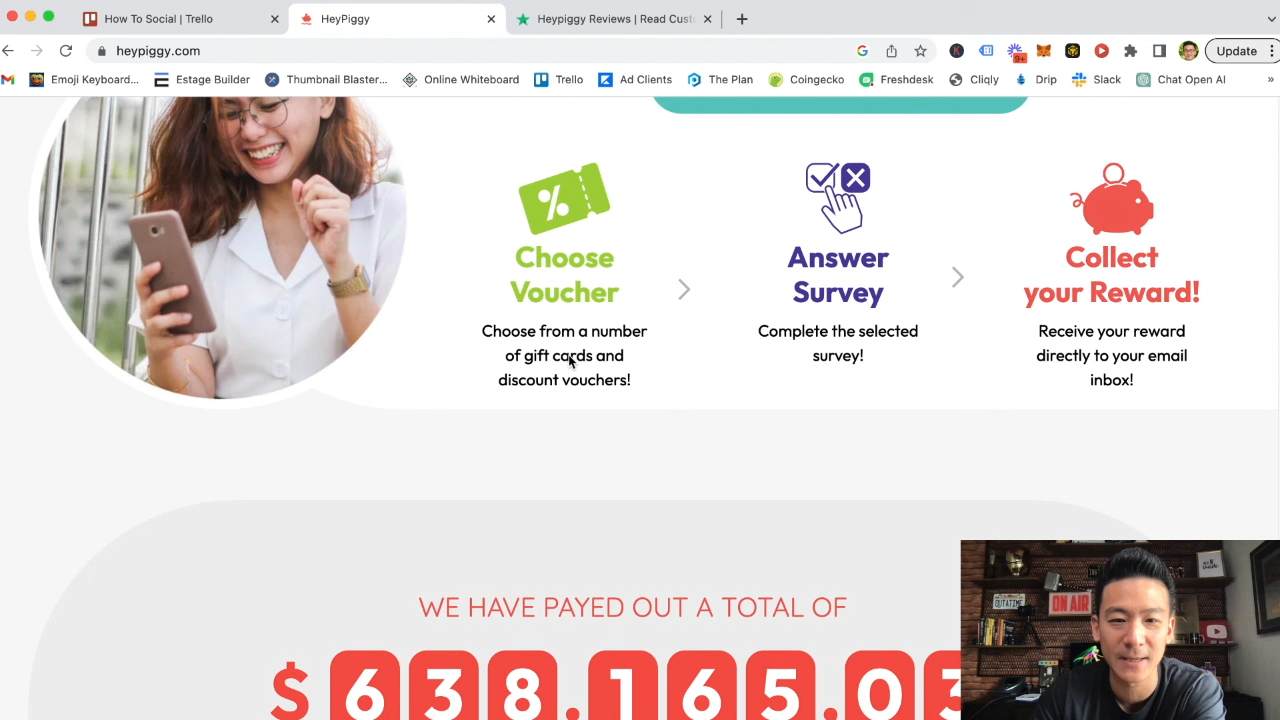 How To Social | Trello
HeyPiggy
Heypiggy Reviews | Read Custo
heypiggy.com
Update
Emoji Keyboard...
Estage Builder
Thumbnail Blaster...
Online Whiteboard
Trello
Ad Clients
The Plan
Coingecko
Freshdesk
Cliqly
Drip
Slack
Chat Open AI
»
9+
%
Choose
Voucher
Choose from a number
of gift cards and
discount vouchers!
Answer
Survey
Complete the selected
survey!
Collect
your Reward!
Receive your reward
directly to your email
inbox!
WE HAVE PAYED OUT A TOTAL OF
$ 638.165.03
OUTATIME
ON AIR